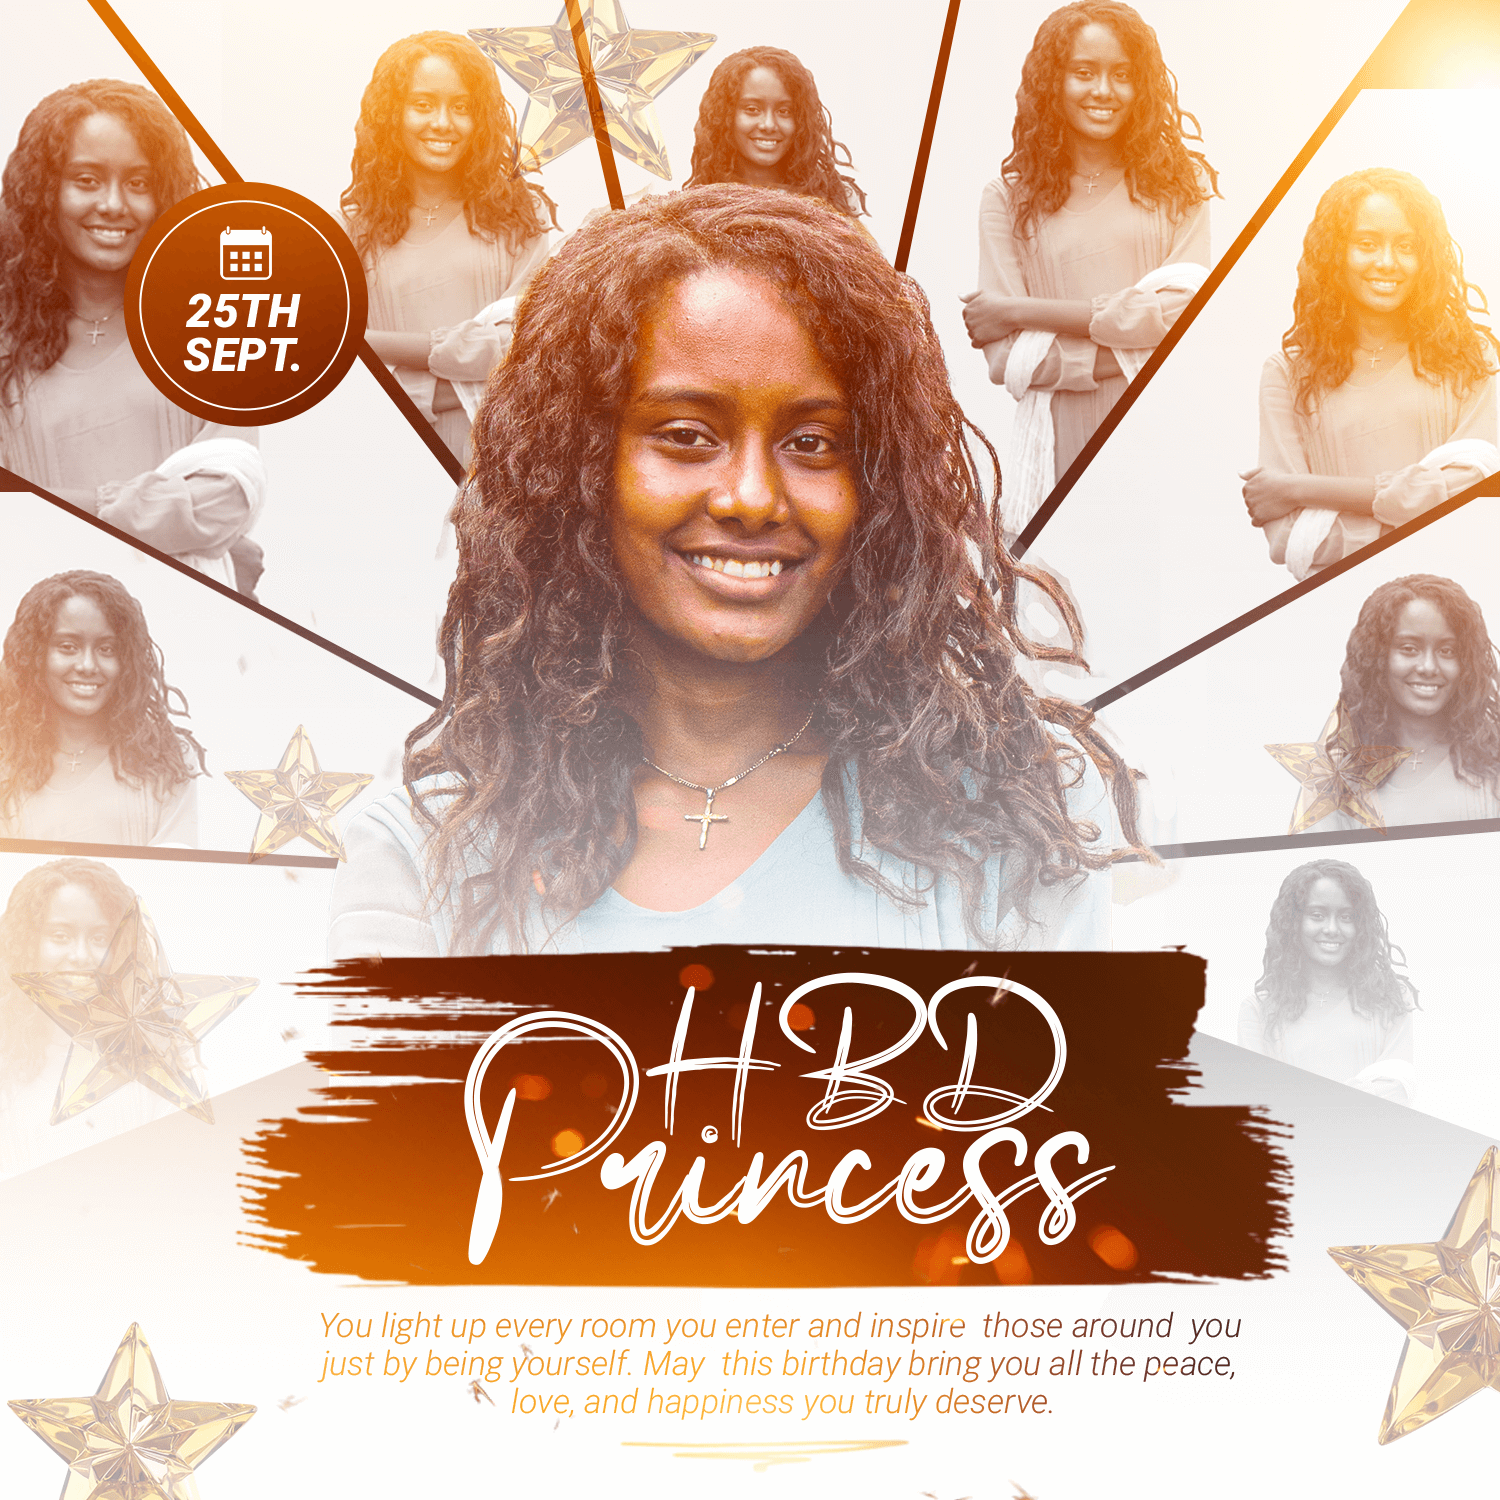 25TH
SEPT.
HBD
Princess
You light up every room you enter and inspire those around you
just by being yourself. May this birthday bring you all the peace,
love, and happiness you truly deserve.